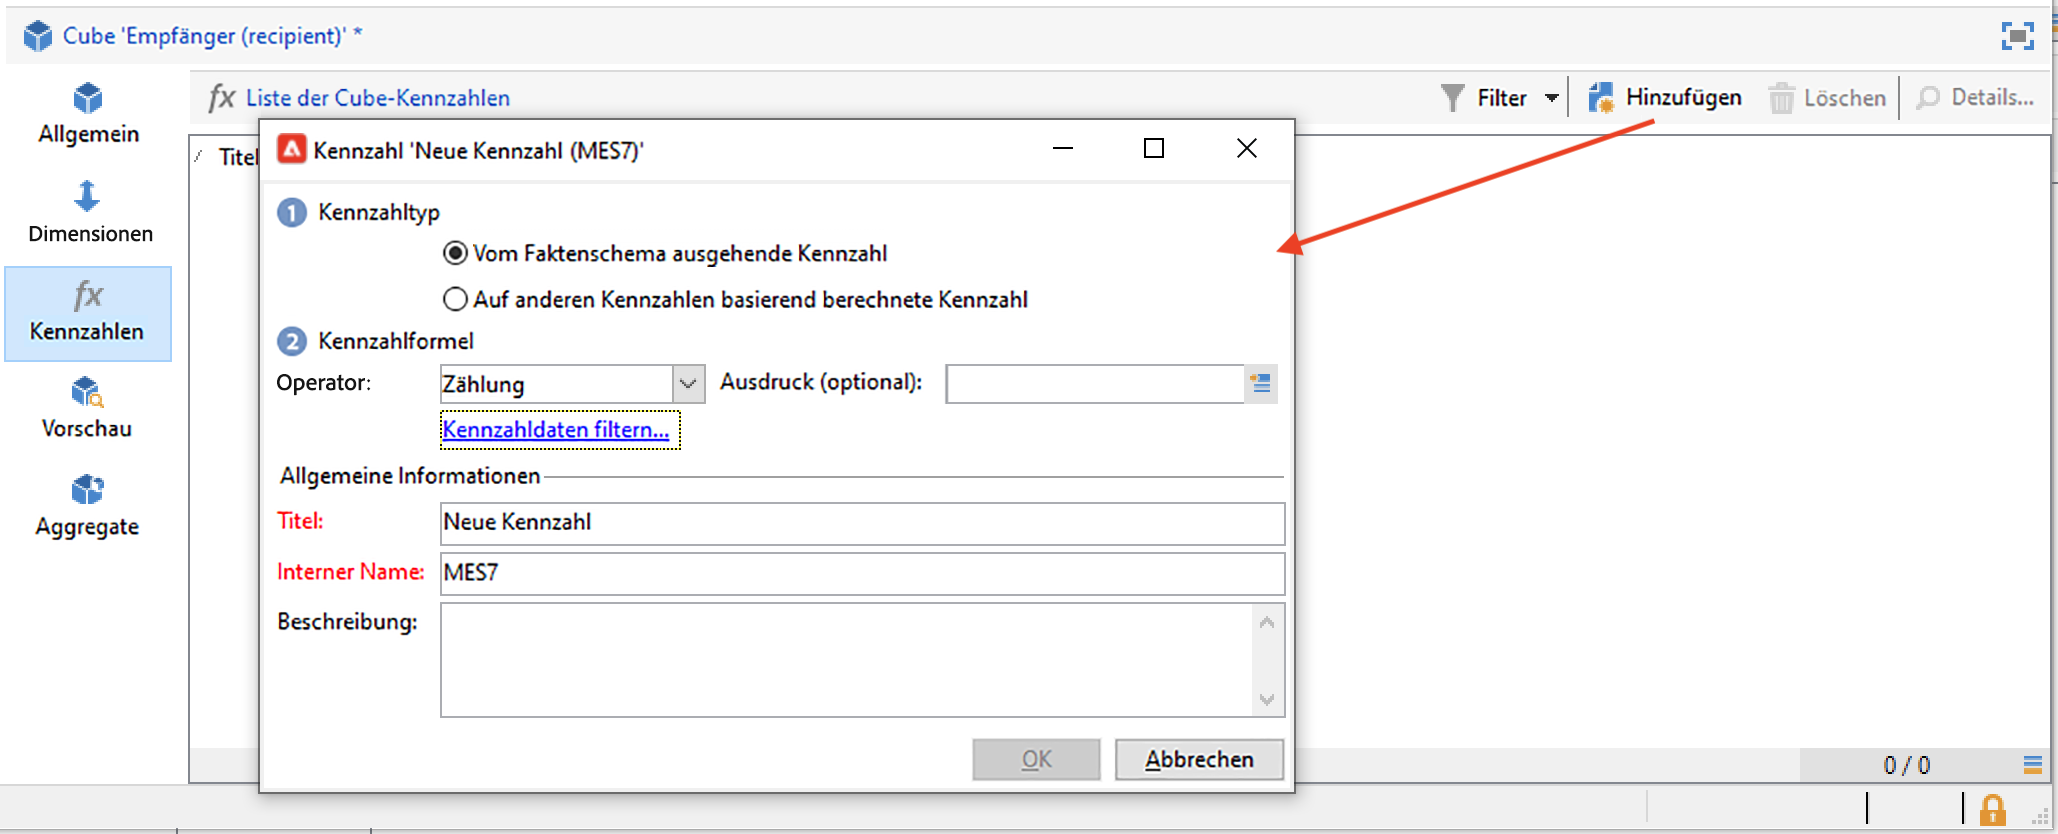 Cube 'Empfänger (recipient)' *
Allgemein
Dimensionen
fx
Kennzahlen
Vorschau
Aggregate
fx Liste der Cube-Kennzahlen
Filter
Hinzufügen
Löschen
Details...
Titel
Kennzahl 'Neue Kennzahl (MES7)'
1 Kennzahltyp
Vom Faktenschema ausgehende Kennzahl
Auf anderen Kennzahlen basierend berechnete Kennzahl
2 Kennzahlformel
Operator: Zählung Ausdruck (optional):
Kennzahldaten filtern...
Allgemeine Informationen
Titel: Neue Kennzahl
Interner Name: MES7
Beschreibung:
OK Abbrechen
0 / 0